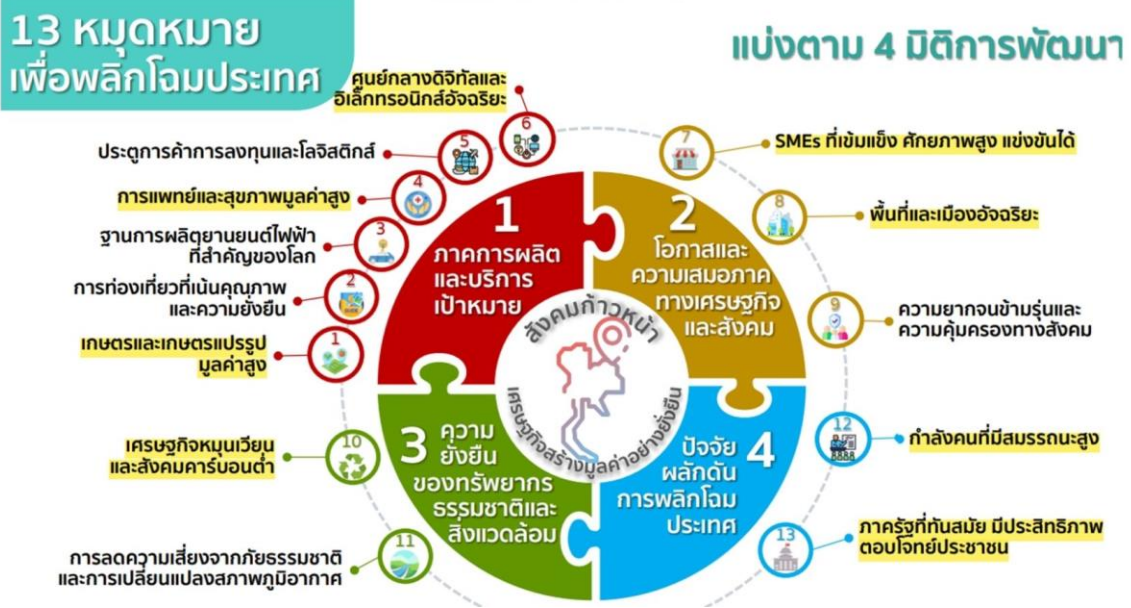 13 หมุดหมาย
เพื่อพลิกโฉมประเทศ
แบ่งตาม 4 มิติการพัฒนา
6
ศูนย์กลางดิจิทัลและ
อิเล็กทรอนิกส์อัจฉริยะ
5
ประตูการค้าการลงทุนและโลจิสติกส์
4
การแพทย์และสุขภาพมูลค่าสูง
3
ฐานการผลิตยานยนต์ไฟฟ้า
ที่สำคัญของโลก
2
การท่องเที่ยวที่เน้นคุณภาพ
และความยั่งยืน
1
เกษตรและเกษตรแปรรูป
มูลค่าสูง
1
ภาคการผลิต
และบริการ
เป้าหมาย
2
โอกาสและ
ความเสมอภาค
ทางเศรษฐกิจ
และสังคม
7
SMEs ที่เข้มแข็ง ศักยภาพสูง แข่งขันได้
8
พื้นที่และเมืองอัจฉริยะ
9
ความยากจนข้ามรุ่นและ
ความคุ้มครองทางสังคม
สังคมก้าวหน้า
เศรษฐกิจสร้างมูลค่าอย่างยั่งยืน
10
เศรษฐกิจหมุนเวียน
และสังคมคาร์บอนต่ำ
11
การลดความเสี่ยงจากภัยธรรมชาติ
และการเปลี่ยนแปลงสภาพภูมิอากาศ
3 ความ
ยั่งยืน
ของทรัพยากร
ธรรมชาติและ
สิ่งแวดล้อม
4
ปัจจัย
ผลักดัน
การพลิกโฉม
ประเทศ
12
กำลังคนที่มีสมรรถนะสูง
13
ภาครัฐที่ทันสมัย มีประสิทธิภาพ
ตอบโจทย์ประชาชน